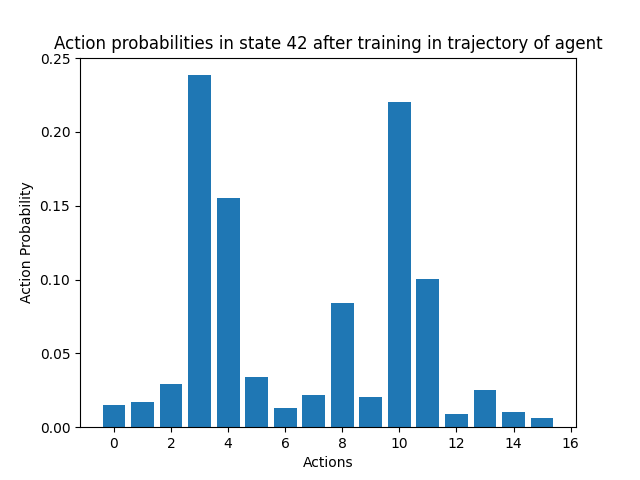 Action probabilities in state 42 after training in trajectory of agent
0.25
0.20
0.15
0.10
0.05
0.00
Action Probability
0 2 4 6 8 10 12 14 16
Actions